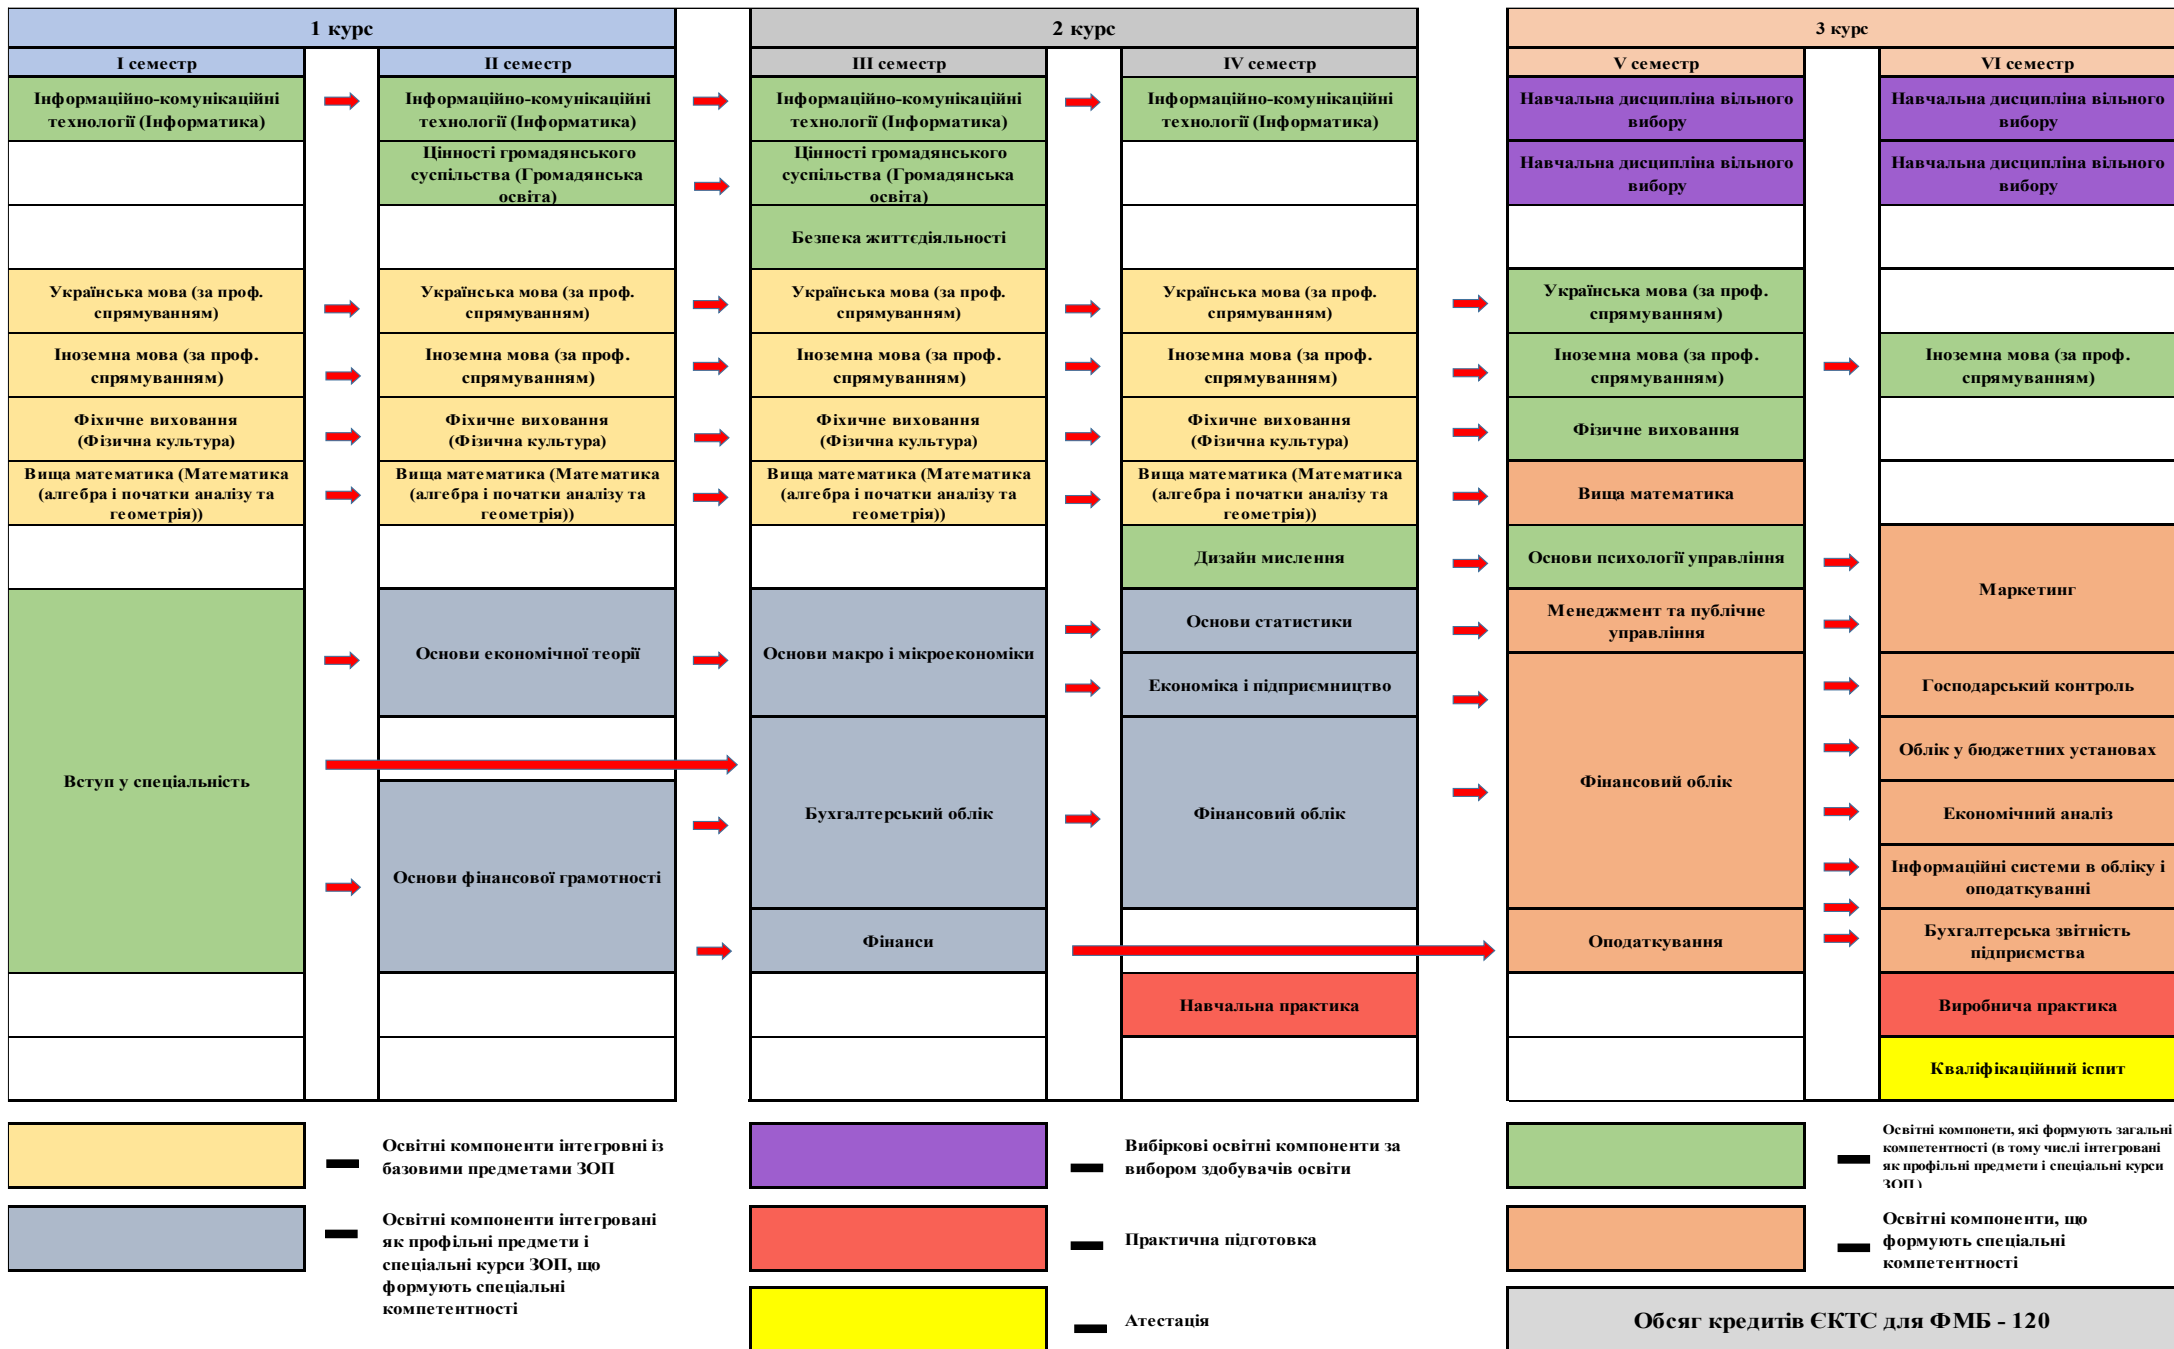 1 курс
2 курс
3 курс
I семестр
II семестр
III семестр
IV семестр
V семестр
VI семестр
Інформаційно-комунікаційні
технології (Інформатика)
Інформаційно-комунікаційні
технології (Інформатика)
Інформаційно-комунікаційні
технології (Інформатика)
Інформаційно-комунікаційні
технології (Інформатика)
Навчальна дисципліна вільного
вибору
Навчальна дисципліна вільного
вибору
Цінності громадянського
суспільства (Громадянська
освіта)
Цінності громадянського
суспільства (Громадянська
освіта)
Навчальна дисципліна вільного
вибору
Навчальна дисципліна вільного
вибору
Безпека життєдіяльності
Українська мова (за проф.
спрямуванням)
Українська мова (за проф.
спрямуванням)
Українська мова (за проф.
спрямуванням)
Українська мова (за проф.
спрямуванням)
Українська мова (за проф.
спрямуванням)
Іноземна мова (за проф.
спрямуванням)
Іноземна мова (за проф.
спрямуванням)
Іноземна мова (за проф.
спрямуванням)
Іноземна мова (за проф.
спрямуванням)
Іноземна мова (за проф.
спрямуванням)
Іноземна мова (за проф.
спрямуванням)
Фіхичне виховання
(Фізична культура)
Фіхичне виховання
(Фізична культура)
Фіхичне виховання
(Фізична культура)
Фіхичне виховання
(Фізична культура)
Фізичне виховання
Вища математика (Математика
(алгебра і початки аналізу та
геометрія))
Вища математика (Математика
(алгебра і початки аналізу та
геометрія))
Вища математика (Математика
(алгебра і початки аналізу та
геометрія))
Вища математика (Математика
(алгебра і початки аналізу та
геометрія))
Вища математика
Дизайн мислення
Основи психології управління
Маркетинг
Вступ у спеціальність
Основи економічної теорії
Основи макро і мікроекономіки
Основи статистики
Менеджмент та публічне
управління
Економіка і підприємництво
Фінансовий облік
Господарський контроль
Бухгалтерський облік
Фінансовий облік
Облік у бюджетних установах
Основи фінансової грамотності
Економічний аналіз
Інформаційні системи в обліку і
оподаткуванні
Фінанси
Оподаткування
Бухгалтерська звітність
підприємства
Навчальна практика
Виробнича практика
Кваліфікаційний іспит
Освітні компоненти інтегровні із
базовими предметами ЗОП
Вибіркові освітні компоненти за
вибором здобувачів освіти
Освітні компонети, які формують загальні
компетентності (в тому числі інтегровані
як профільні предмети і спеціальні курси
ЗОП)
Освітні компоненти інтегровані
як профільні предмети і
спеціальні курси ЗОП, що
формують спеціальні
компетентності
Практична підготовка
Освітні компоненти, що
формують спеціальні
компетентності
Атестація
Обсяг кредитів ЄКТС для ФМБ - 120